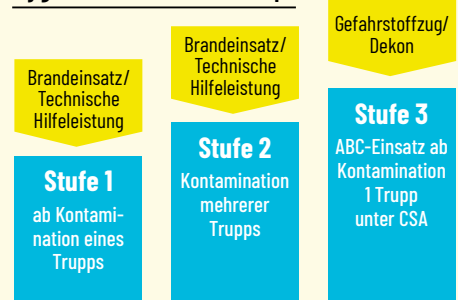 Brandeinsatz/
Technische
Hilfeleistung
Stufe 1
ab Kontami-
nation eines
Trupps
Brandeinsatz/
Technische
Hilfeleistung
Stufe 2
Kontamination
mehrerer
Trupps
Gefahrstoffzug/
Dekon
Stufe 3
ABC-Einsatz ab
Kontamination
1 Trupp
unter CSA